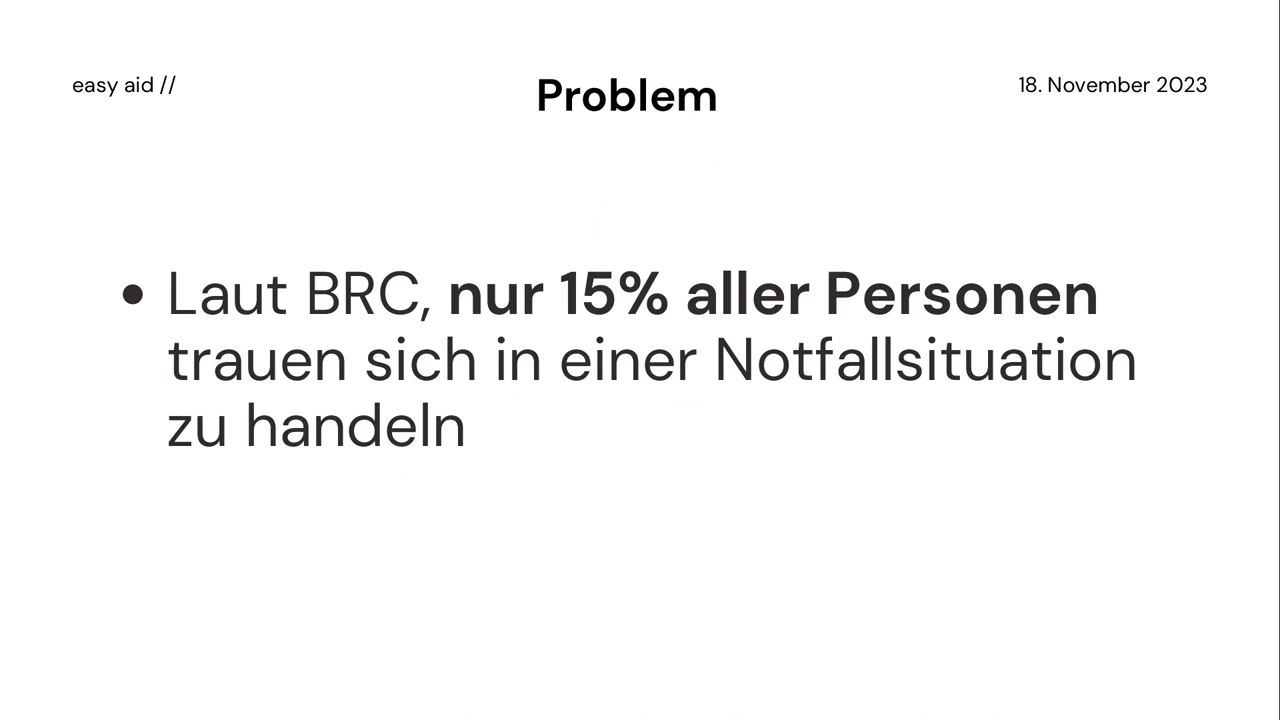 easy aid //
Problem
18. November 2023
• Laut BRC, nur 15% aller Personen
trauen sich in einer Notfallsituation
zu handeln